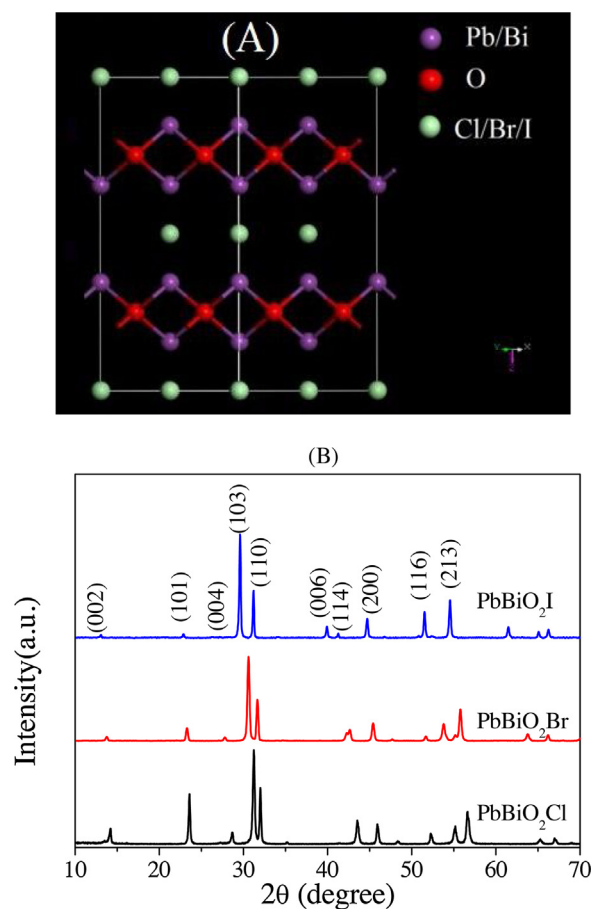 (A)
Pb/Bi
O
Cl/Br/I
Y
X
Z
(B)
Intensity(a.u.)
(002)
(101)
(004)
(103)
(110)
(006)
(114)
(200)
(116)
(213)
PbBiO₂I
PbBiO₂Br
PbBiO₂Cl
10 20 30 40 50 60 70
2θ (degree)